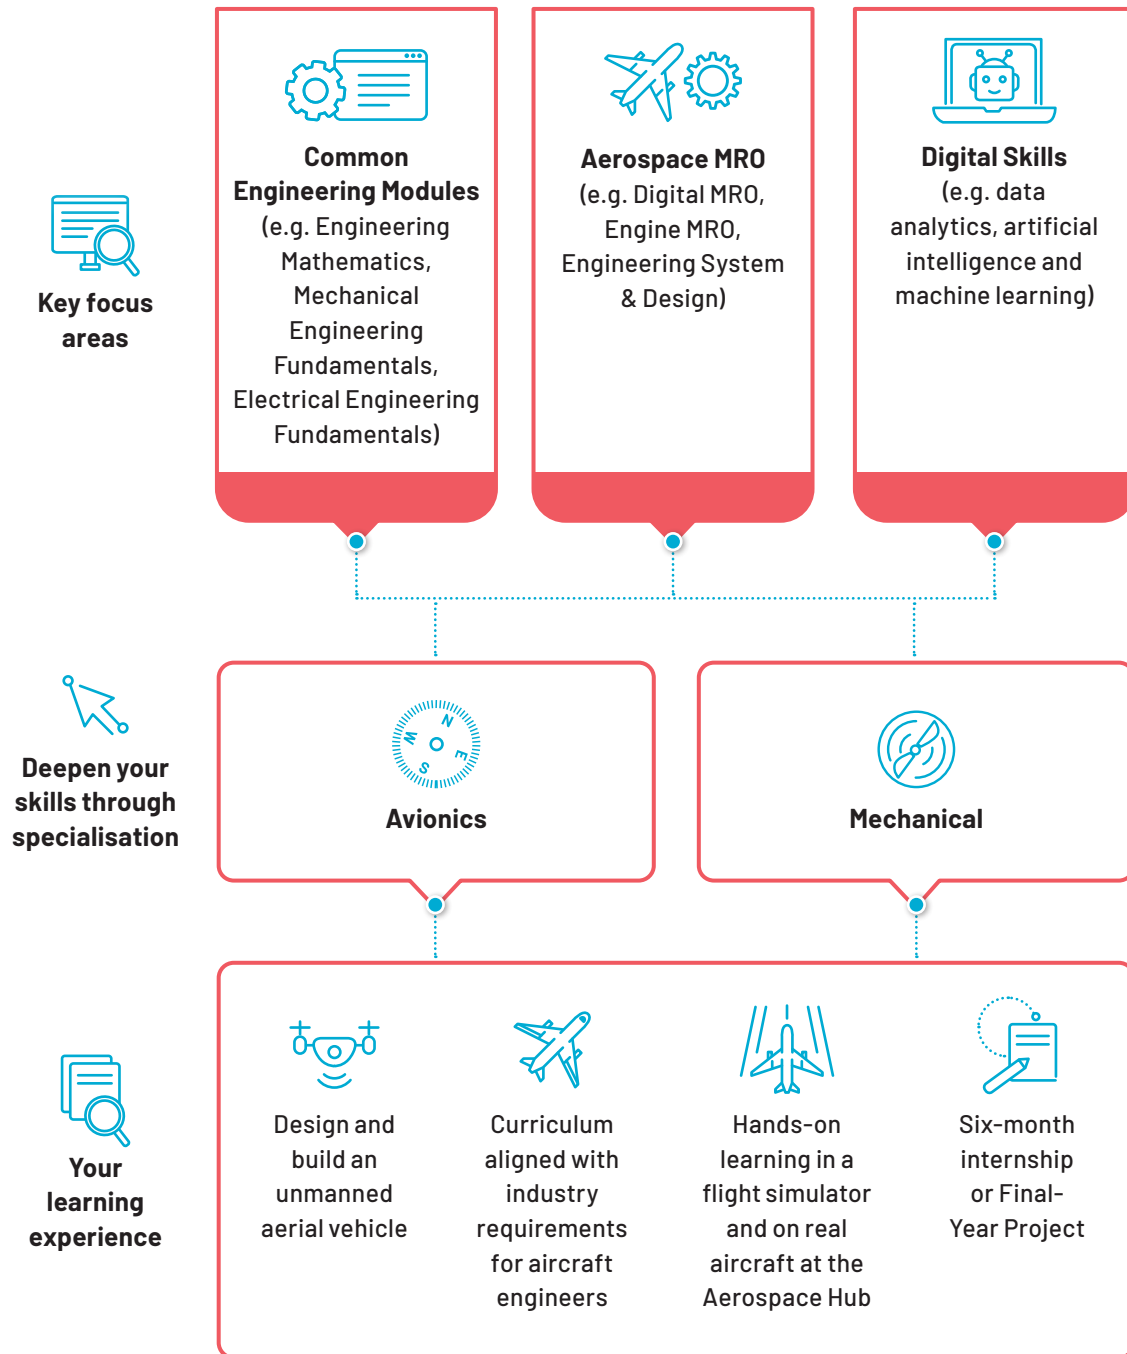 Key focus
areas
Common
Engineering Modules
(e.g. Engineering
Mathematics,
Mechanical
Engineering
Fundamentals,
Electrical Engineering
Fundamentals)
Aerospace MRO
(e.g. Digital MRO,
Engine MRO,
Engineering System
& Design)
Digital Skills
(e.g. data
analytics, artificial
intelligence and
machine learning)
Deepen your
skills through
specialisation
N
E
S
W
Avionics
Mechanical
Your
learning
experience
Design and
build an
unmanned
aerial vehicle
Curriculum
aligned with
industry
requirements
for aircraft
engineers
Hands-on
learning in a
flight simulator
and on real
aircraft at the
Aerospace Hub
Six-month
internship
or Final-
Year Project